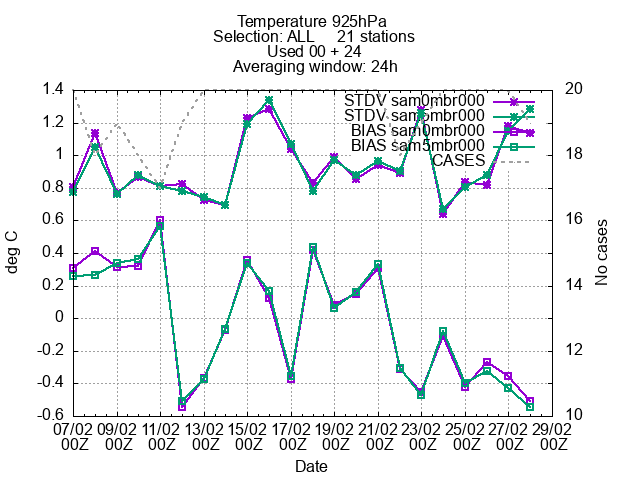 Temperature 925hPa
Selection: ALL 21 stations
Used 00 + 24
Averaging window: 24h
STDV sam0mbr000
STDV sam5mbr000
BIAS sam0mbr000
BIAS sam5mbr000
CASES
1.4
1.2
1
0.8
0.6
0.4
0.2
0
-0.2
-0.4
-0.6
deg C
20
18
16
14
12
10
No cases
07/02 09/02 11/02 13/02 15/02 17/02 19/02 21/02 23/02 25/02 27/02 29/02
00Z 00Z 00Z 00Z 00Z 00Z 00Z 00Z 00Z 00Z 00Z 00Z
Date